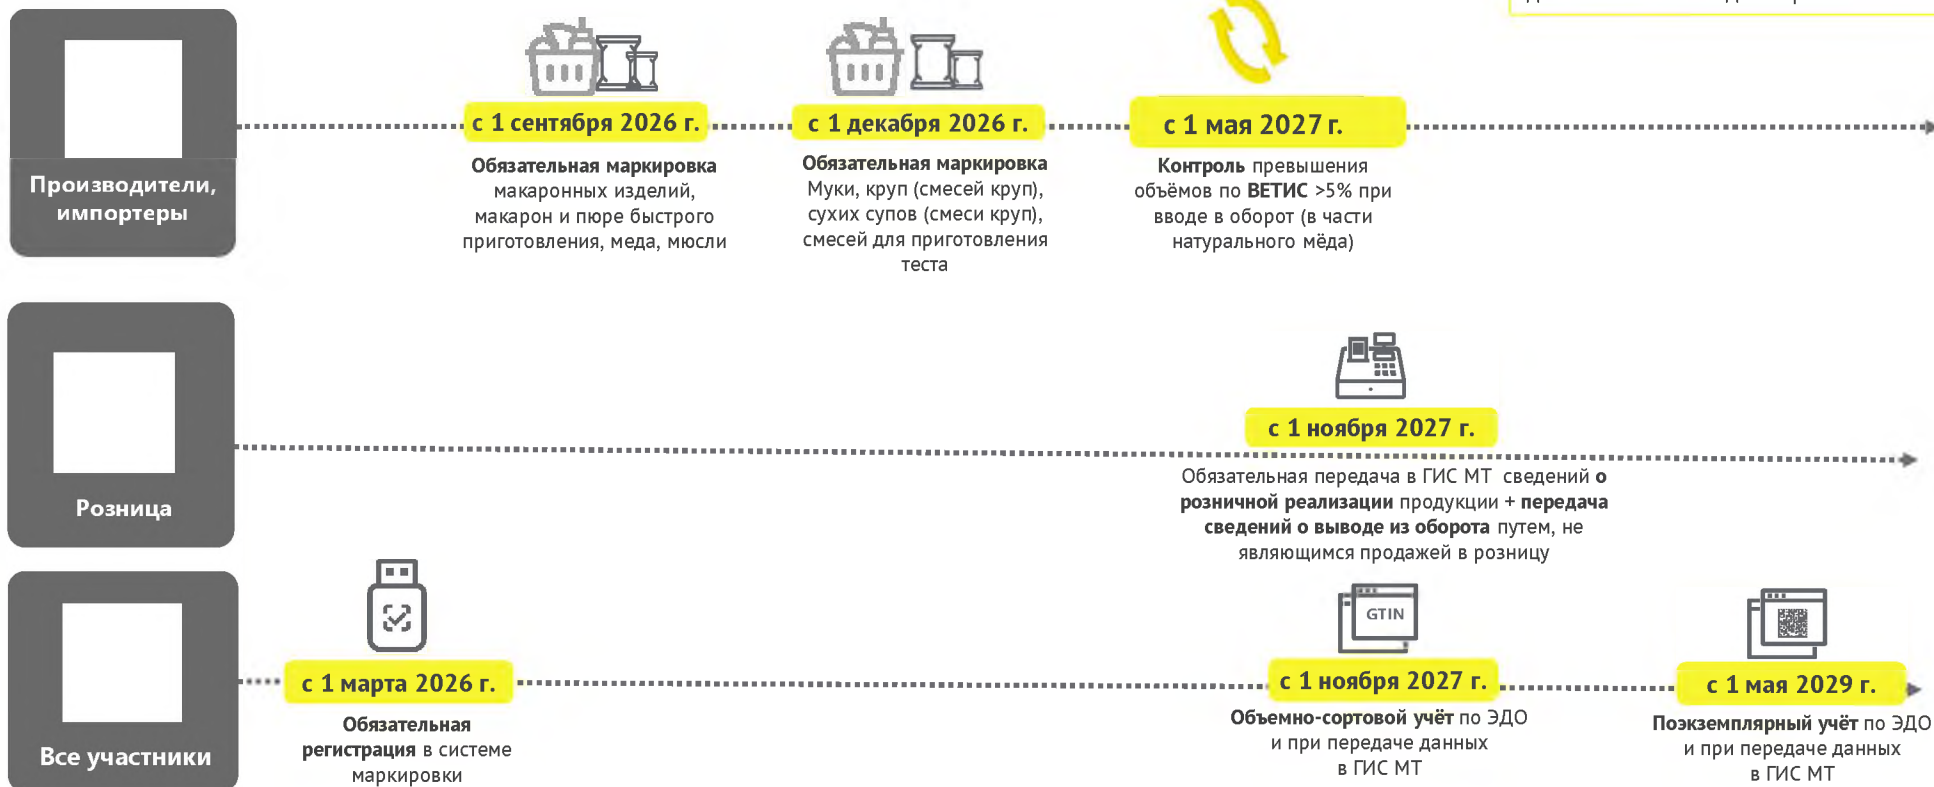 Производители,
импортеры
с 1 сентября 2026 г.
Обязательная маркировка
макаронных изделий,
макарон и пюре быстрого
приготовления, меда, мюсли
с 1 декабря 2026 г.
Обязательная маркировка
Муки, круп (смесей круп),
сухих супов (смеси круп),
смесей для приготовления
теста
с 1 мая 2027 г.
Контроль превышения
объёмов по ВЕТИС >5% при
вводе в оборот (в части
натурального мёда)
Розница
с 1 ноября 2027 г.
Обязательная передача в ГИС МТ сведений о
розничной реализации продукции + передача
сведений о выводе из оборота путем, не
являющимся продажей в розницу
Все участники
с 1 марта 2026 г.
Обязательная
регистрация в системе
маркировки
GTIN
с 1 ноября 2027 г.
Объемно-сортовой учёт по ЭДО
и при передаче данных
в ГИС МТ
с 1 мая 2029 г.
Поэкземплярный учёт по ЭДО
и при передаче данных
в ГИС МТ